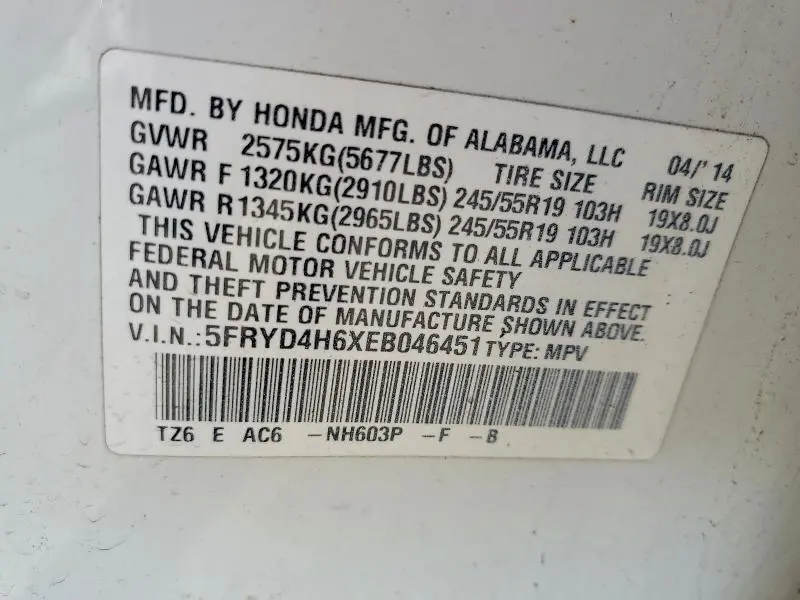 MFD. BY HONDA MFG. OF ALABAMA, LLC 04/'14
GVWR 2575KG(5677LBS) TIRE SIZE RIM SIZE
GAWR F 1320KG(2910LBS) 245/55R19 103H 19X8.0J
GAWR R 1345KG(2965LBS) 245/55R19 103H 19X8.0J
THIS VEHICLE CONFORMS TO ALL APPLICABLE
FEDERAL MOTOR VEHICLE SAFETY
AND THEFT PREVENTION STANDARDS IN EFFECT
ON THE DATE OF MANUFACTURE SHOWN ABOVE.
V.I.N.: 5FRYD4H6XEB046451 TYPE: MPV
TZ6 E AC6 -NH603P -F -B